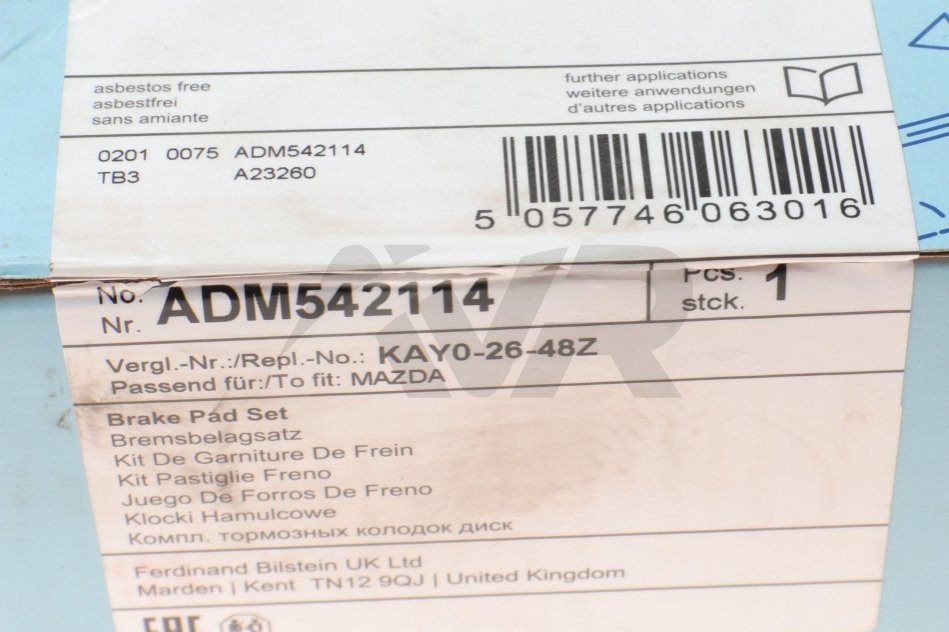 asbestos free
asbestfrei
sans amiante
further applications
weitere anwendungen
d'autres applications
0201 0075 ADM542114
TB3 A23260
5 057746 063016
No. ADM542114
Nr.
Pcs. 1
stck.
Vergl.-Nr.:/Repl.-No.: KAY0-26-48Z
Passend für:/To fit: MAZDA
Brake Pad Set
Bremsbelagsatz
Kit De Garniture De Frein
Kit Pastiglie Freno
Juego De Forros De Freno
Klocki Hamulcowe
Компл. тормозных колодок диск
Ferdinand Bilstein UK Ltd
Marden | Kent TN12 9QJ | United Kingdom
EAC
AVR